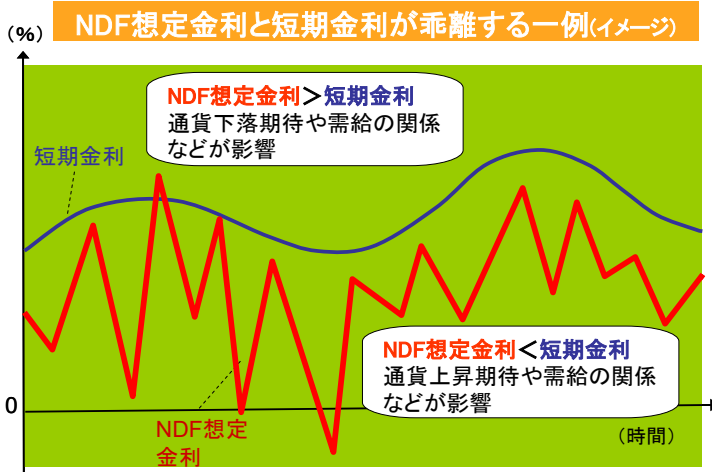 NDF想定金利と短期金利が乖離する一例(イメージ)
(%)
NDF想定金利＞短期金利
通貨下落期待や需給の関係
などが影響
短期金利
NDF想定金利＜短期金利
通貨上昇期待や需給の関係
などが影響
0
NDF想定
金利
(時間)